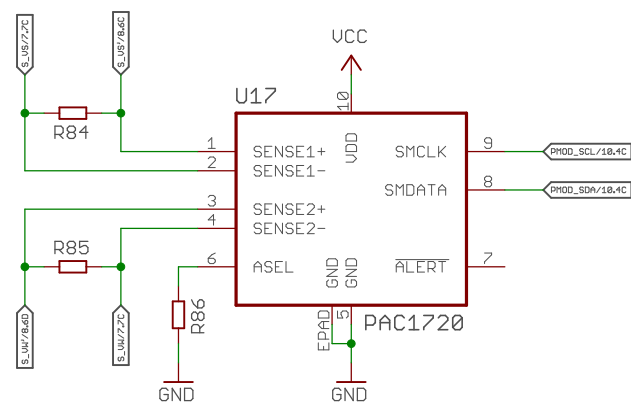 S_VS/7.7C
S_VS'/8.6C
VCC
U17
10
R84
1
SENSE1+
VDD
SMCLK
9
PMOD_SCL/10.4C
2
SENSE1-
3
SENSE2+
SMDATA
8
PMOD_SDA/10.4C
4
SENSE2-
R85
6
ASEL
GND
GND
ALERT
7
S_VW'/8.6D
S_VW/7.7C
R86
EPAD
5
PAC1720
GND
GND